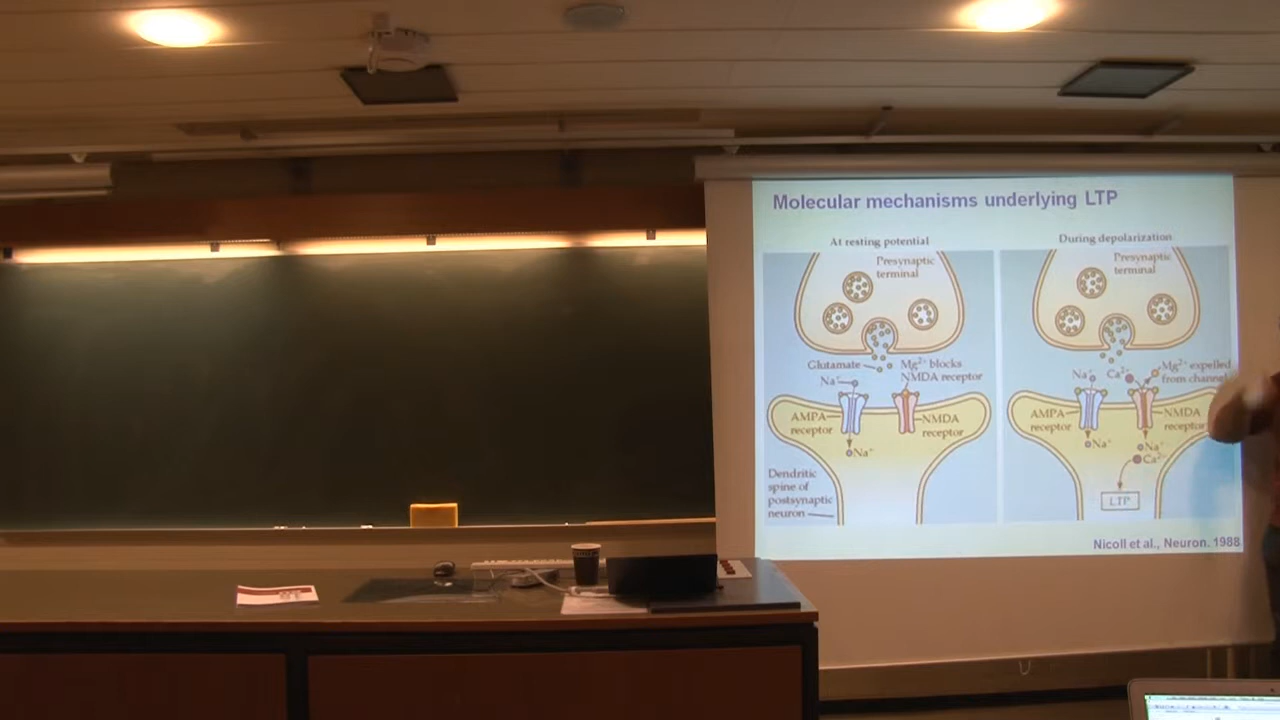 Molecular mechanisms underlying LTP
At resting potential
Presynaptic
terminal
Glutamate
Mg²⁺ blocks
NMDA receptor
Na⁺
AMPA
receptor
NMDA
receptor
Na⁺
Dendritic
spine of
postsynaptic
neuron
During depolarization
Presynaptic
terminal
Na⁺
Ca²⁺
Mg²⁺ expelled
from channel
AMPA
receptor
NMDA
receptor
Na⁺
Na⁺
Ca²⁺
LTP
Nicoll et al., Neuron. 1988